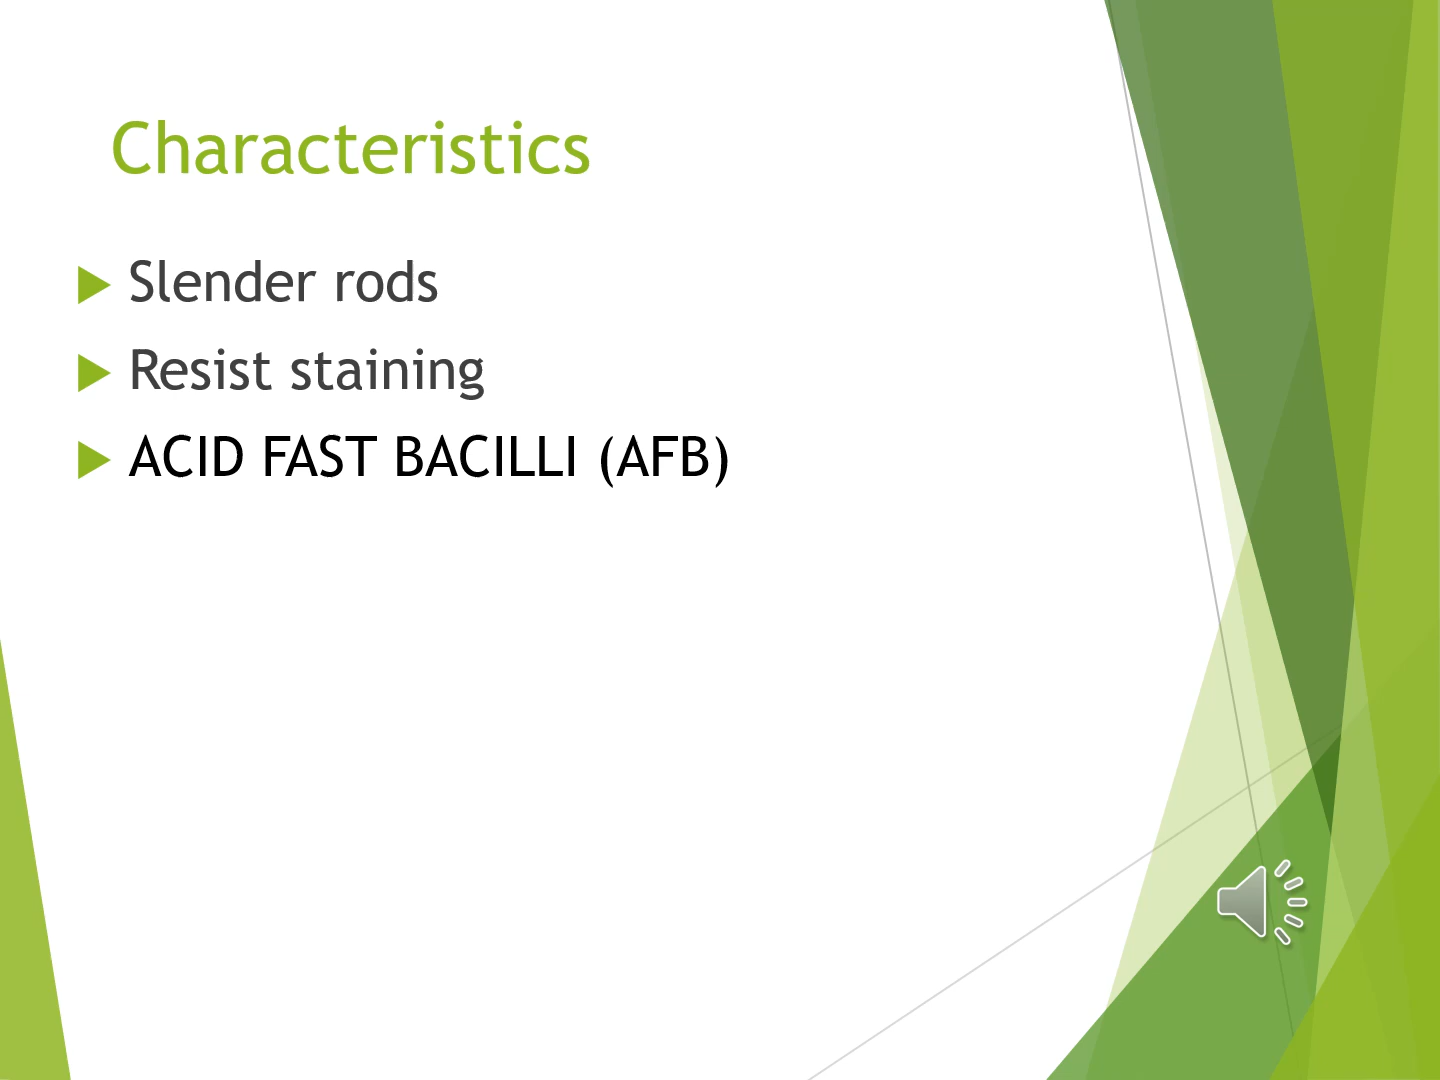 Characteristics
Slender rods
Resist staining
ACID FAST BACILLI (AFB)